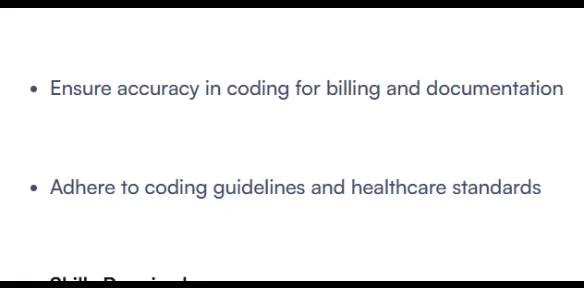 • Ensure accuracy in coding for billing and documentation
• Adhere to coding guidelines and healthcare standards